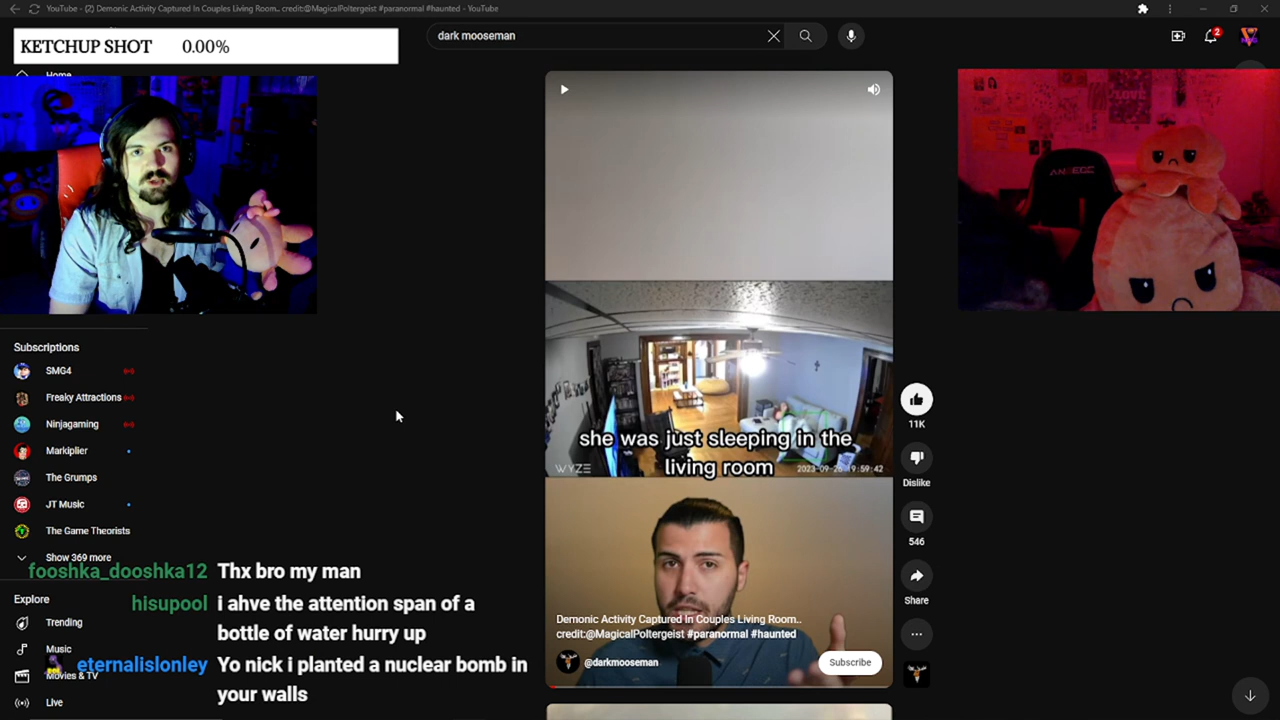 YouTube - (2) Demonic Activity Captured In Couples Living Room.. credit:@MagicalPoltergeist #paranormal #haunted - YouTube
KETCHUP SHOT 0.00%
dark mooseman
2
Home
LOVE
Subscriptions
SMG4
Freaky Attractions
Ninjagaming
Markiplier
The Grumps
JT Music
The Game Theorists
Show 369 more
Explore
Trending
Music
Movies & TV
Live
she was just sleeping in the
living room
WYZE 2023-09-26 19:59:42
Demonic Activity Captured In Couples Living Room..
credit:@MagicalPoltergeist #paranormal #haunted
@darkmooseman
Subscribe
11K
Dislike
546
Share
fooshka_dooshka12 Thx bro my man
hisupool i ahve the attention span of a
bottle of water hurry up
eternalislonley Yo nick i planted a nuclear bomb in
your walls